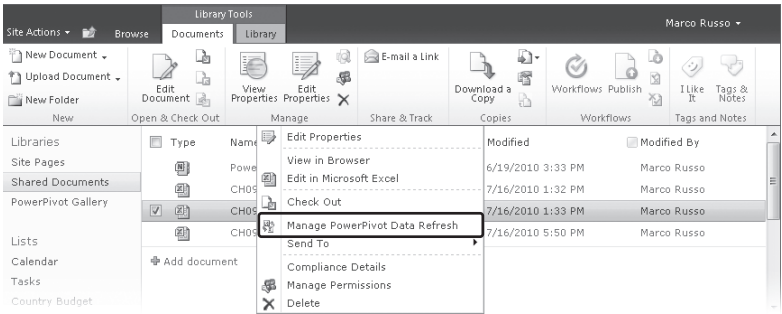 Library Tools
Marco Russo
Site Actions
Browse
Documents
Library
New Document
Upload Document
New Folder
New
Edit
Document
Open & Check Out
View
Properties
Edit
Properties
Manage
E-mail a Link
Share & Track
Download a
Copy
Copies
Workflows
Publish
Workflows
I Like
It
Tags &
Notes
Tags and Notes
Libraries
Site Pages
Shared Documents
PowerPivot Gallery
Lists
Calendar
Tasks
Country Budget
Type
Name
Modified
Modified By
Powe
6/19/2010 3:33 PM
Marco Russo
CH09
7/16/2010 1:32 PM
Marco Russo
CH09
7/16/2010 1:33 PM
Marco Russo
CH09
7/16/2010 5:50 PM
Marco Russo
Add document
Edit Properties
View in Browser
Edit in Microsoft Excel
Check Out
Manage PowerPivot Data Refresh
Send To
Compliance Details
Manage Permissions
Delete